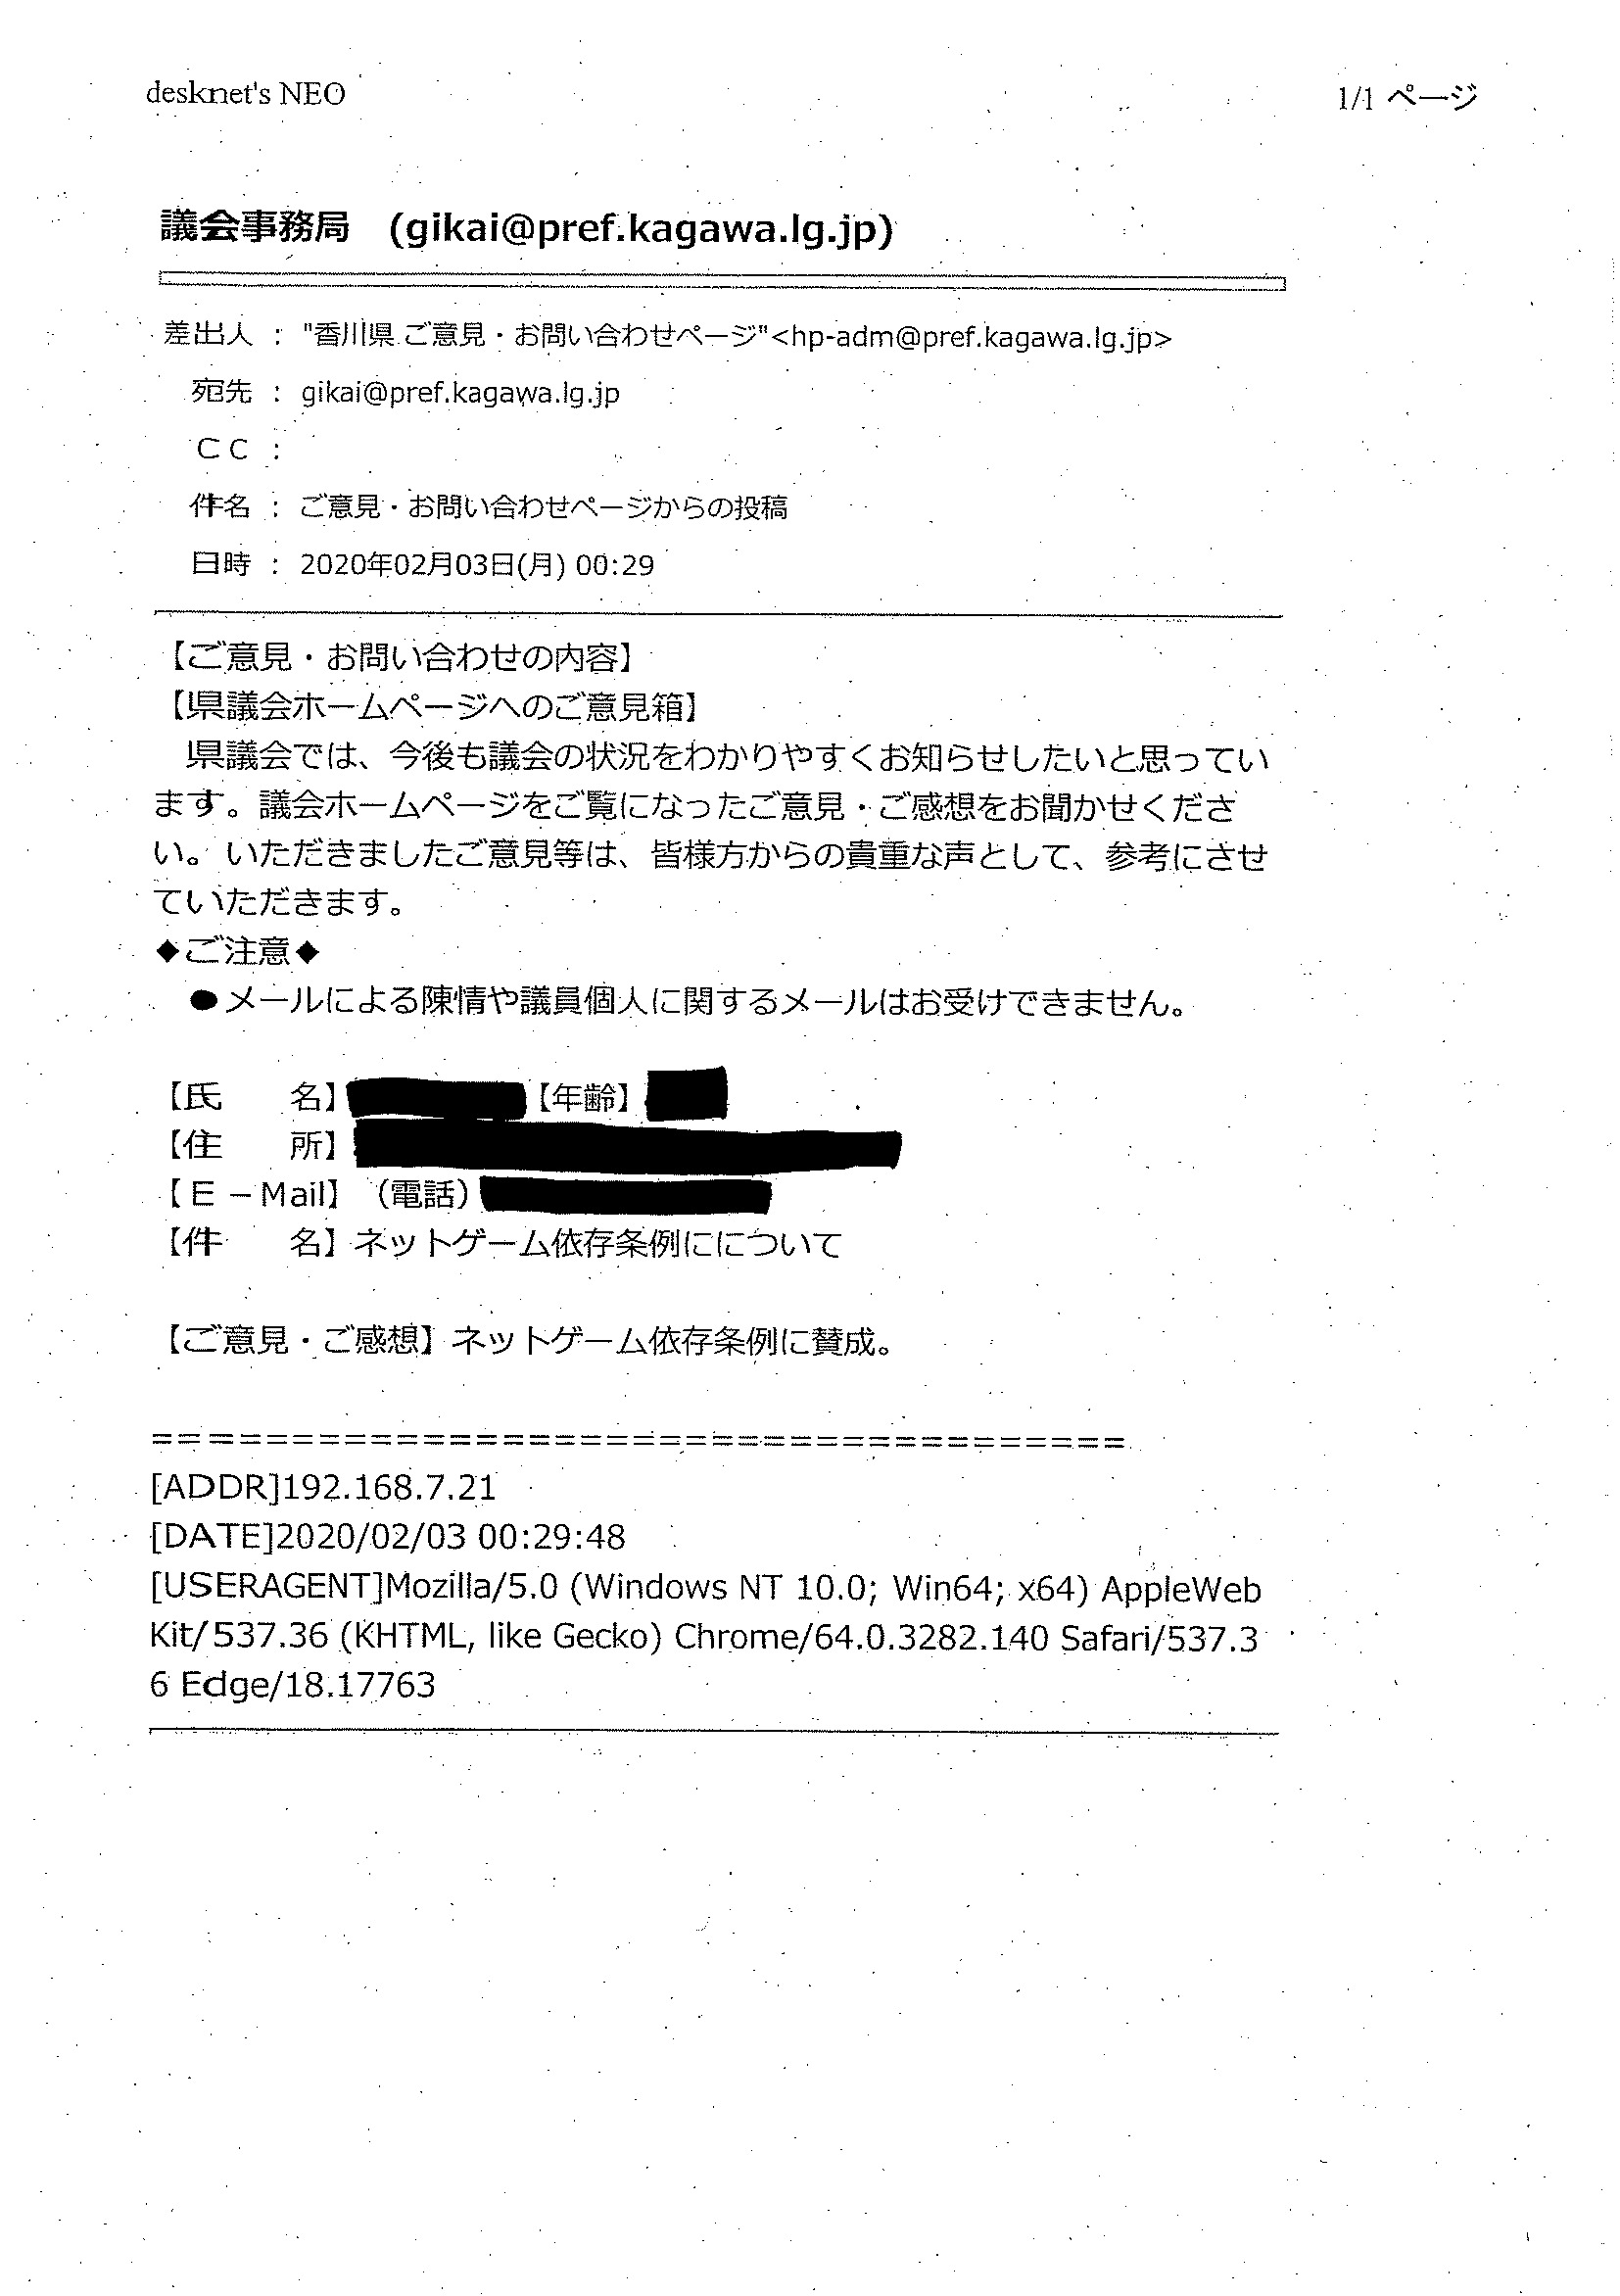 desknet's NEO
1/1 ページ
議会事務局 (gikai@pref.kagawa.lg.jp)
差出人 : "香川県 ご意見・お問い合わせページ"<hp-adm@pref.kagawa.lg.jp>
宛先 : gikai@pref.kagawa.lg.jp
ＣＣ :
件名 : ご意見・お問い合わせページからの投稿
日時 : 2020年02月03日(月) 00:29
【ご意見・お問い合わせの内容】
【県議会ホームページへのご意見箱】
県議会では、今後も議会の状況をわかりやすくお知らせしたいと思ってい
ます。議会ホームページをご覧になったご意見・ご感想をお聞かせくださ
い。いただきましたご意見等は、皆様方からの貴重な声として、参考にさせ
ていただきます。
◆ご注意◆
●メールによる陳情や議員個人に関するメールはお受けできません。
【氏　　名】【年齢】
【住　　所】
【Ｅ－Mail】（電話）
【件　　名】ネットゲーム依存条例にについて
【ご意見・ご感想】ネットゲーム依存条例に賛成。
======================================
[ADDR]192.168.7.21
[DATE]2020/02/03 00:29:48
[USERAGENT]Mozilla/5.0 (Windows NT 10.0; Win64; x64) AppleWeb
Kit/537.36 (KHTML, like Gecko) Chrome/64.0.3282.140 Safari/537.3
6 Edge/18.17763